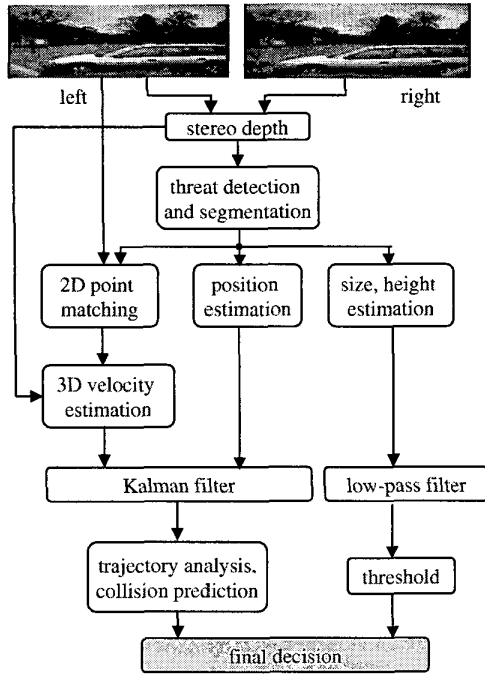 left
right
stereo depth
threat detection
and segmentation
2D point
matching
position
estimation
size, height
estimation
3D velocity
estimation
Kalman filter
low-pass filter
trajectory analysis,
collision prediction
threshold
final decision